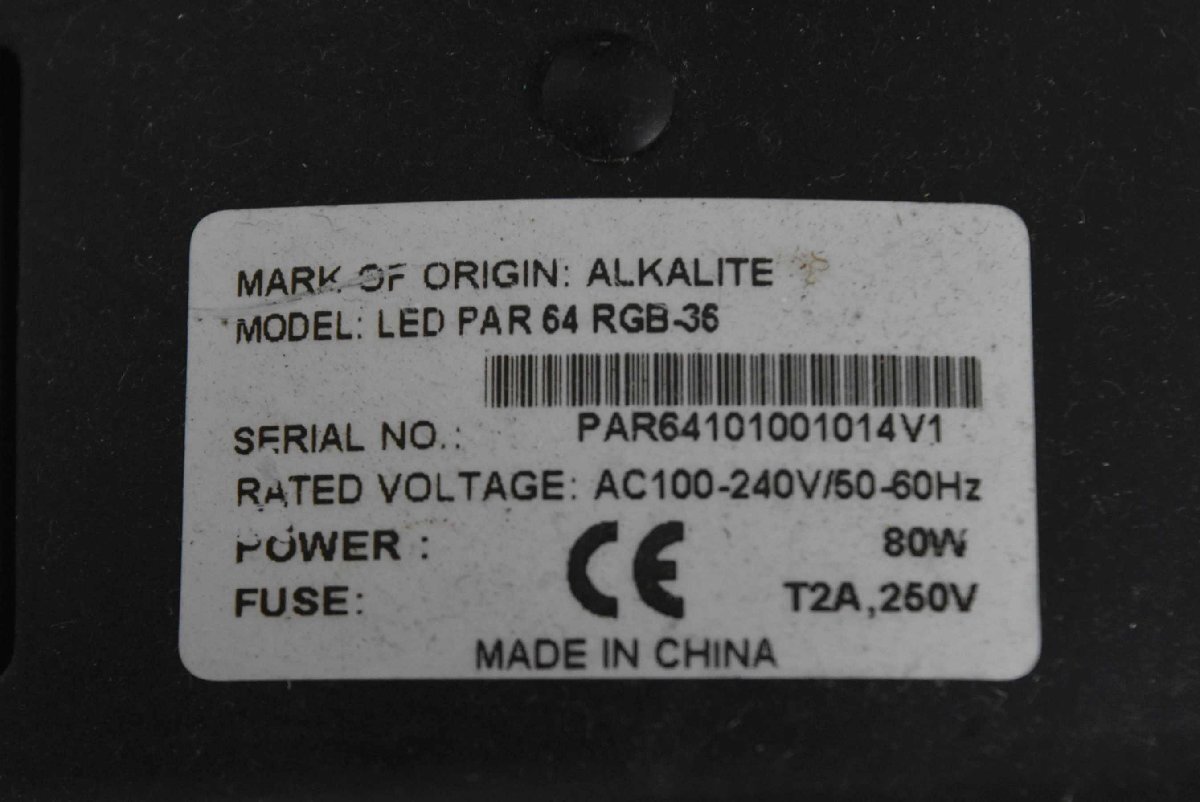 MARK OF ORIGIN: ALKALITE
MODEL: LED PAR 64 RGB-36
SERIAL NO.: PAR64101001014V1
RATED VOLTAGE: AC100-240V/50-60Hz
POWER : 80W
FUSE: T2A,250V
CE
MADE IN CHINA